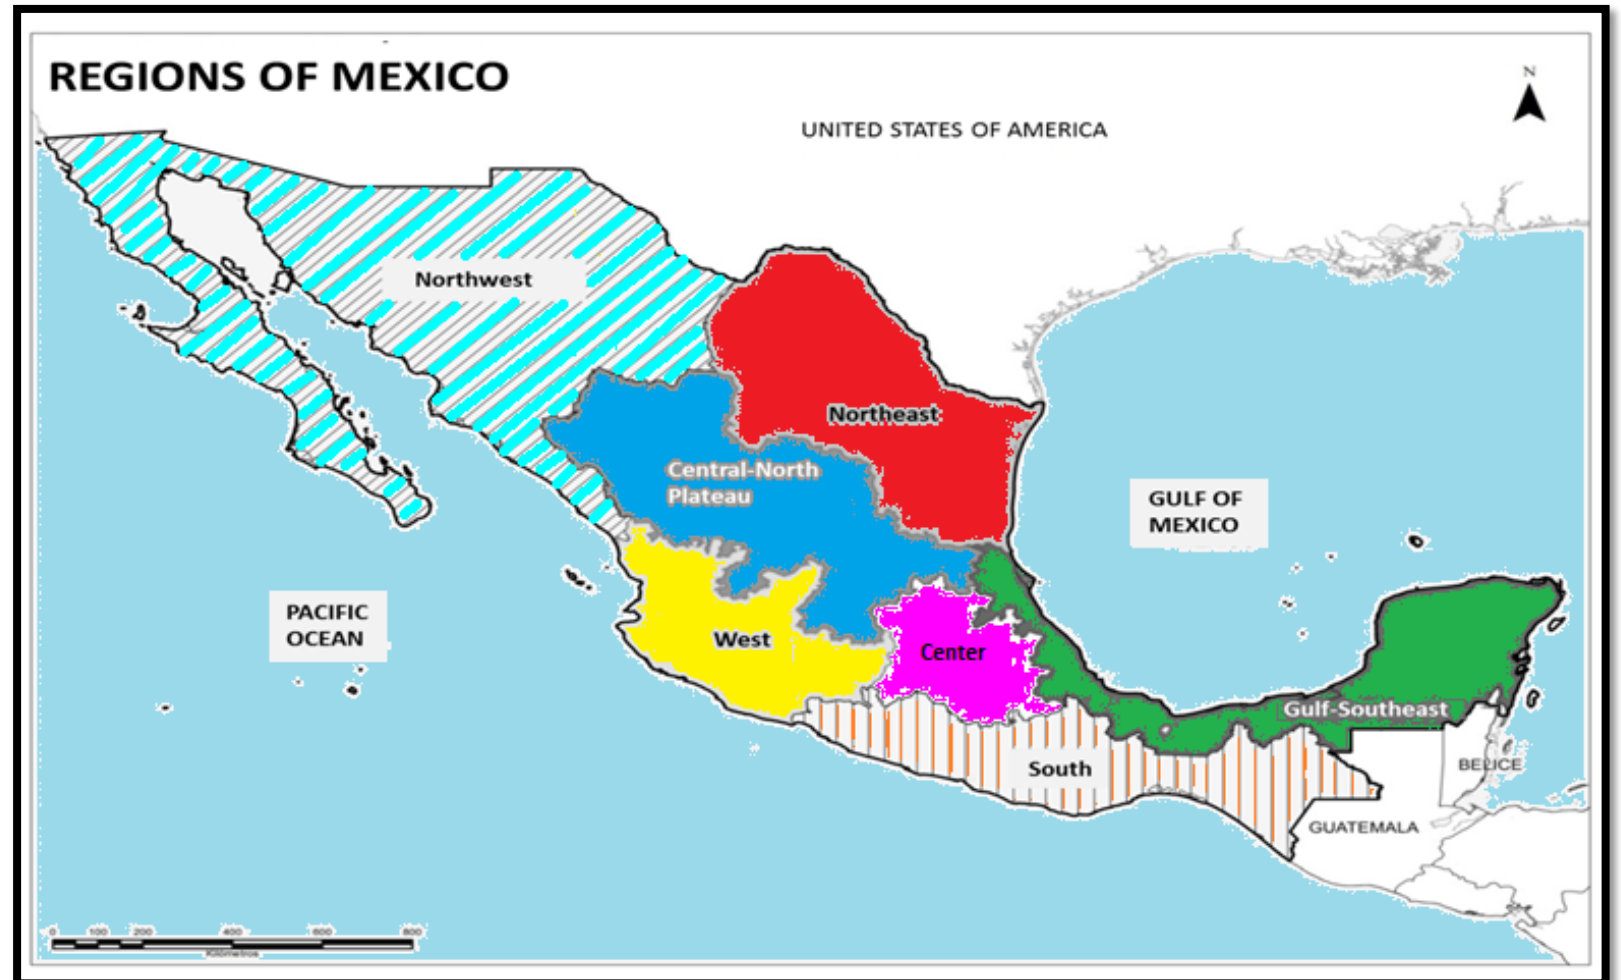 REGIONS OF MEXICO
N
UNITED STATES OF AMERICA
Northwest
Northeast
Central-North
Plateau
GULF OF
MEXICO
PACIFIC
OCEAN
West
Center
Gulf-Southeast
South
BELICE
GUATEMALA
0 100 200 400 600 800
Kilómetros